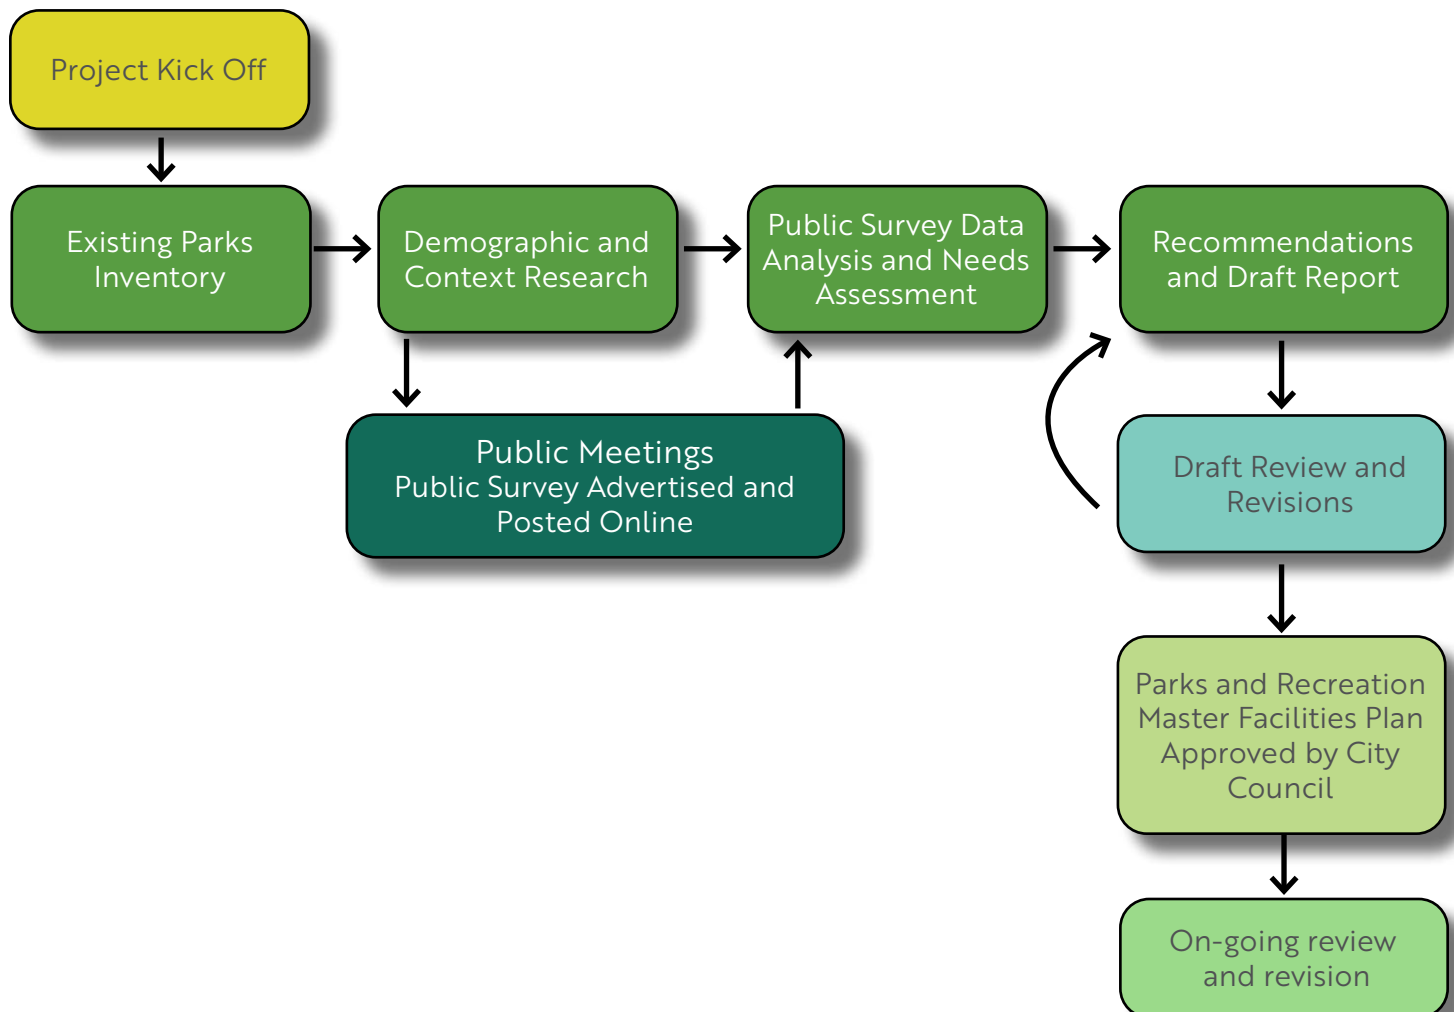 Project Kick Off
Existing Parks
Inventory
Demographic and
Context Research
Public Survey Data
Analysis and Needs
Assessment
Recommendations
and Draft Report
Public Meetings
Public Survey Advertised and
Posted Online
Draft Review and
Revisions
Parks and Recreation
Master Facilities Plan
Approved by City
Council
On-going review
and revision